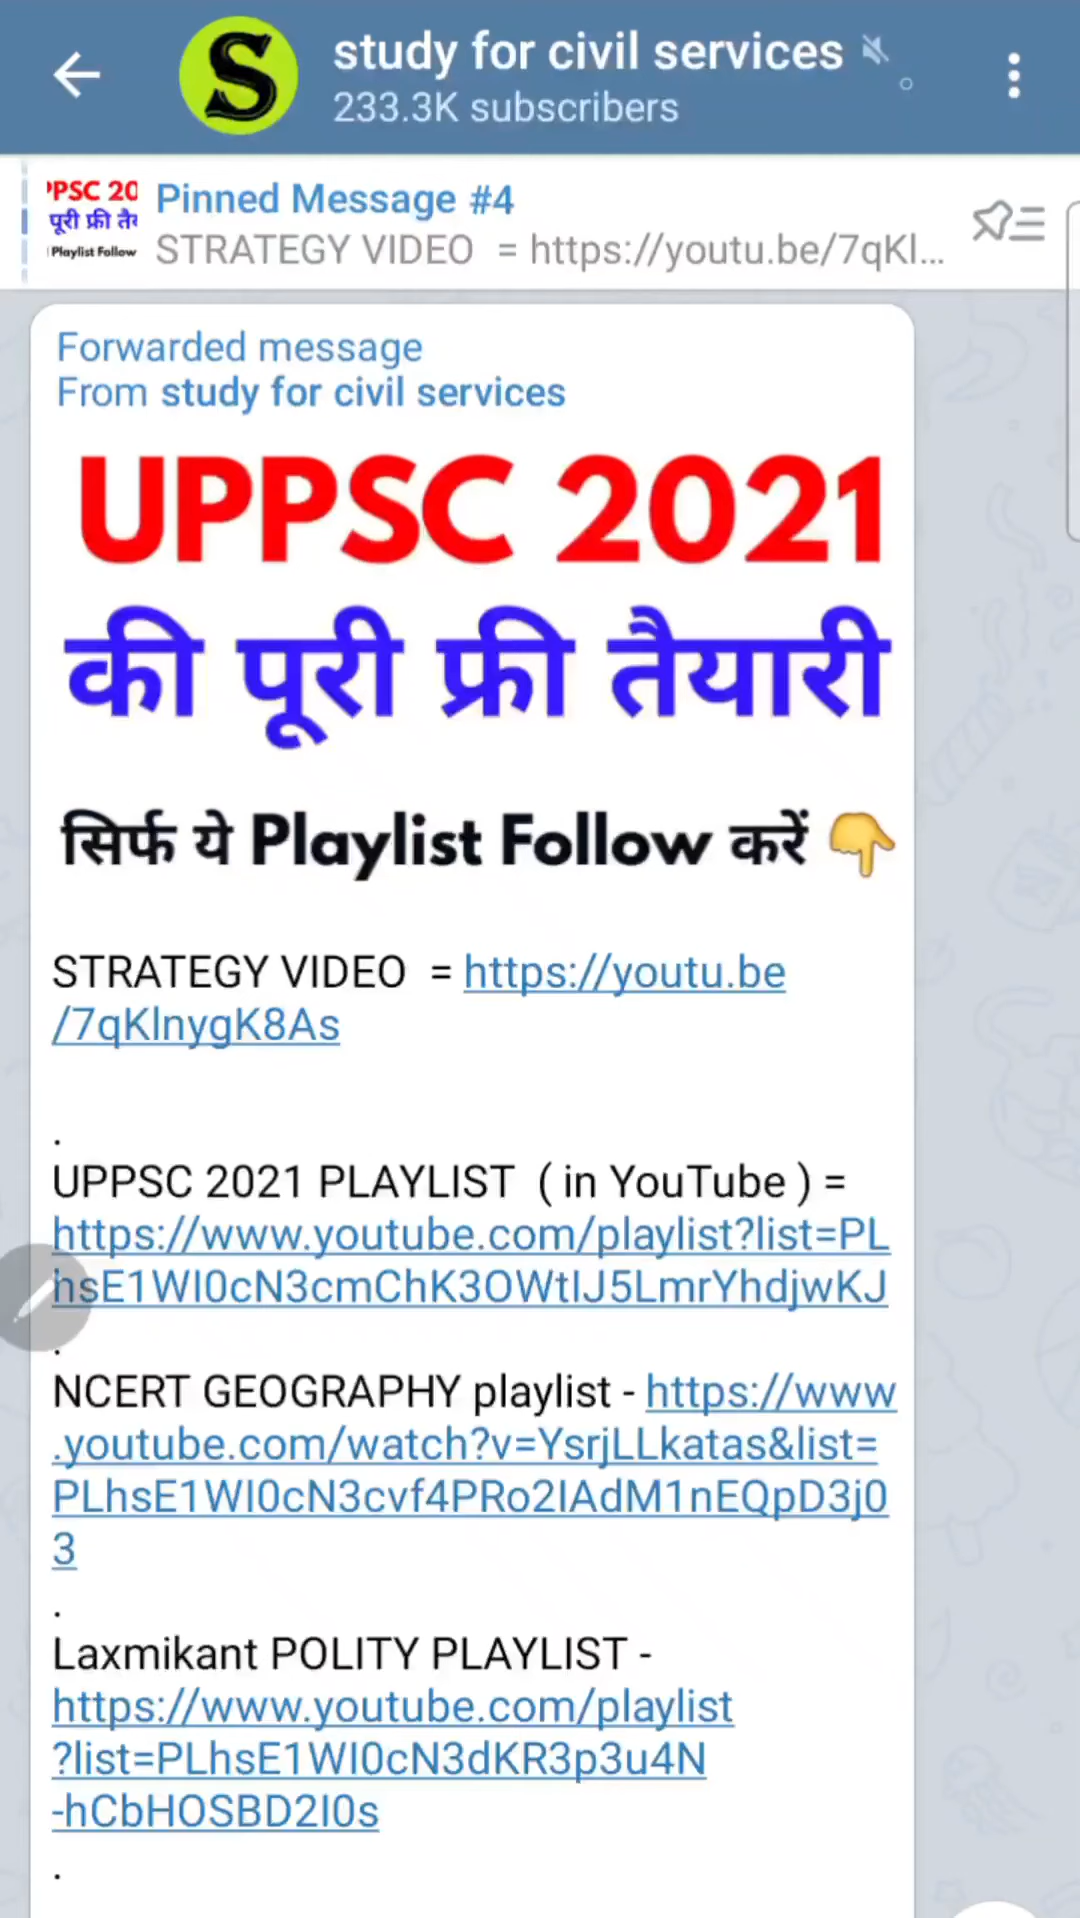 study for civil services
233.3K subscribers
PPSC 20
पूरी फ्री तै
Playlist Follow
Pinned Message #4
STRATEGY VIDEO = https://youtu.be/7qKl...
Forwarded message
From study for civil services
UPPSC 2021
की पूरी फ्री तैयारी
सिर्फ ये Playlist Follow करें 👇
STRATEGY VIDEO = https://youtu.be
/7qKlnygK8As
.
UPPSC 2021 PLAYLIST ( in YouTube ) =
https://www.youtube.com/playlist?list=PL
hsE1WI0cN3cmChK3OWtIJ5LmrYhdjwKJ
.
NCERT GEOGRAPHY playlist - https://www
.youtube.com/watch?v=YsrjLLkatas&list=
PLhsE1WI0cN3cvf4PRo2IAdM1nEQpD3j0
3
.
Laxmikant POLITY PLAYLIST -
https://www.youtube.com/playlist
?list=PLhsE1WI0cN3dKR3p3u4N
-hCbHOSBD2I0s
.